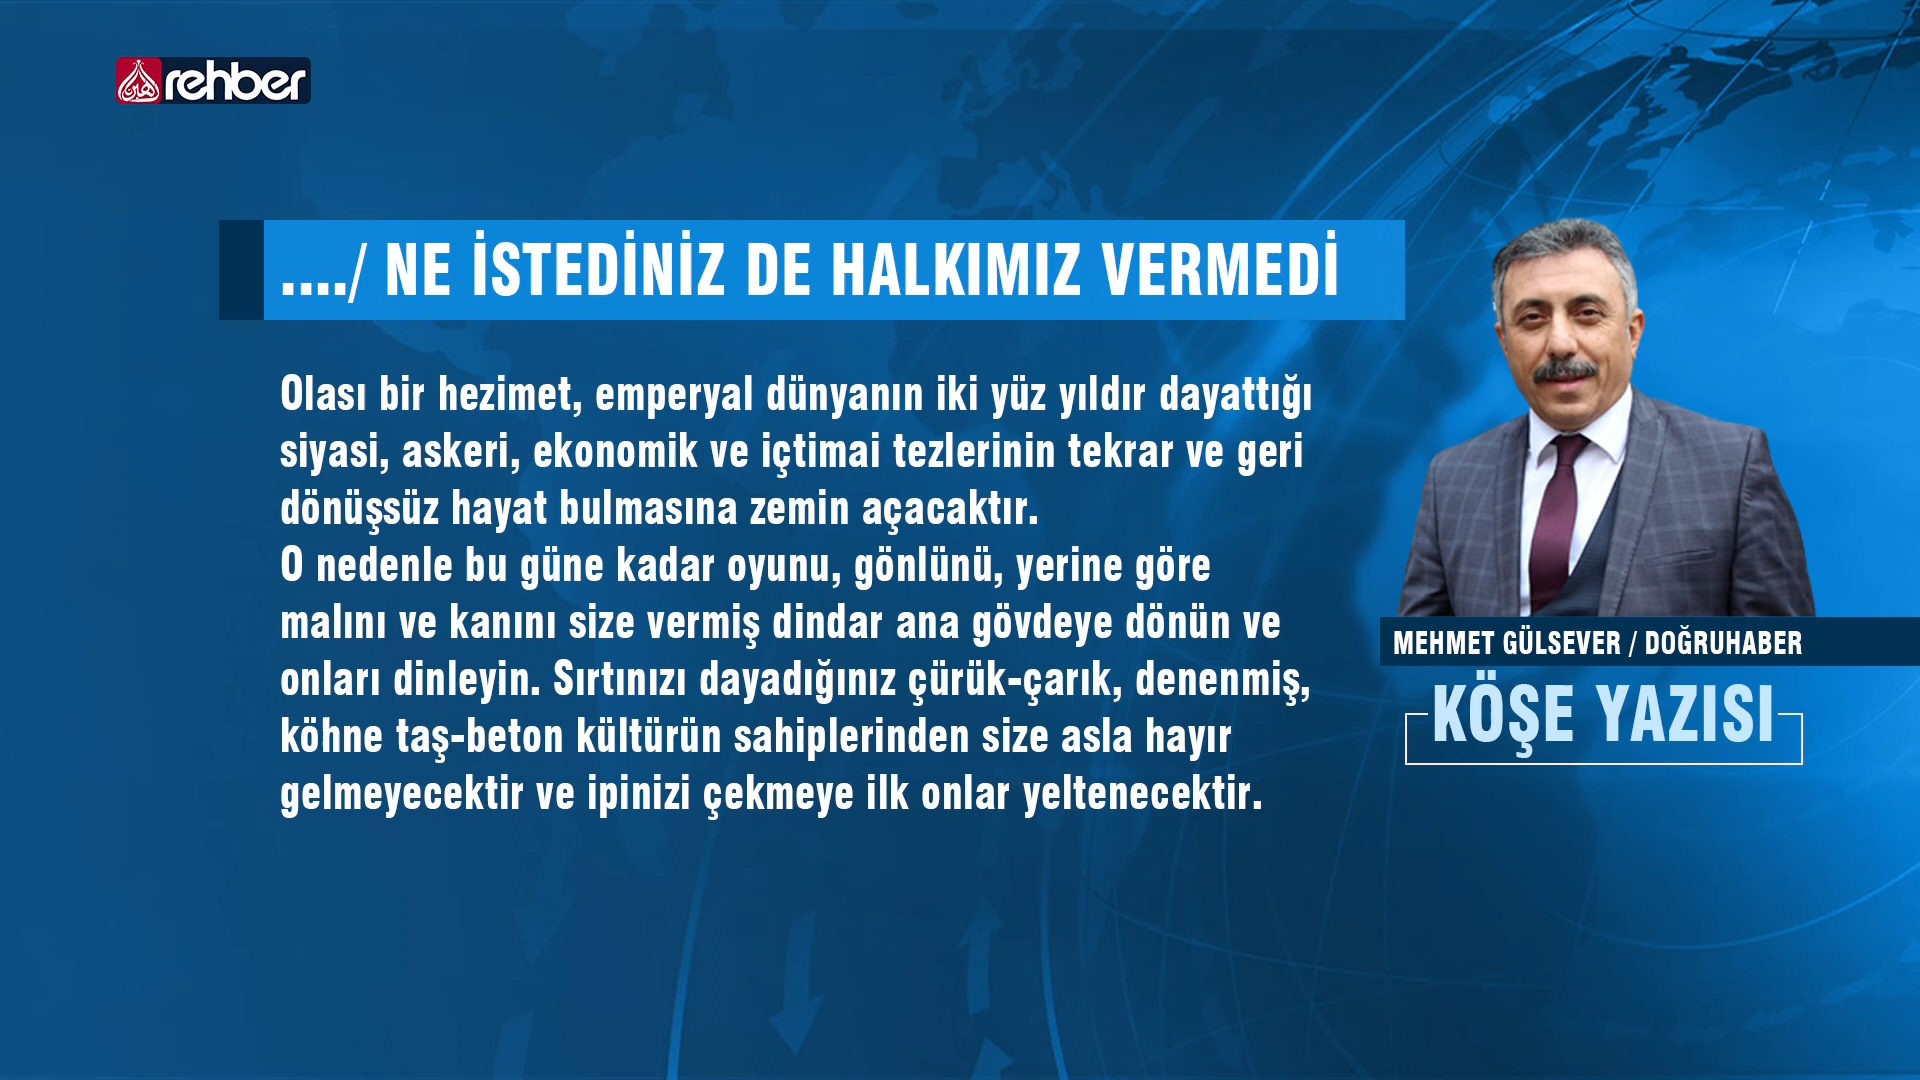 rehber
..../ NE İSTEDİNİZ DE HALKIMIZ VERMEDİ
Olası bir hezimet, emperyal dünyanın iki yüz yıldır dayattığı
siyasi, askeri, ekonomik ve içtimai tezlerinin tekrar ve geri
dönüşsüz hayat bulmasına zemin açacaktır.
O nedenle bu güne kadar oyunu, gönlünü, yerine göre
malını ve kanını size vermiş dindar ana gövdeye dönün ve
onları dinleyin. Sırtınızı dayadığınız çürük-çarık, denenmiş,
köhne taş-beton kültürün sahiplerinden size asla hayır
gelmeyecektir ve ipinizi çekmeye ilk onlar yeltenecektir.
MEHMET GÜLSEVER / DOĞRUHABER
KÖŞE YAZISI